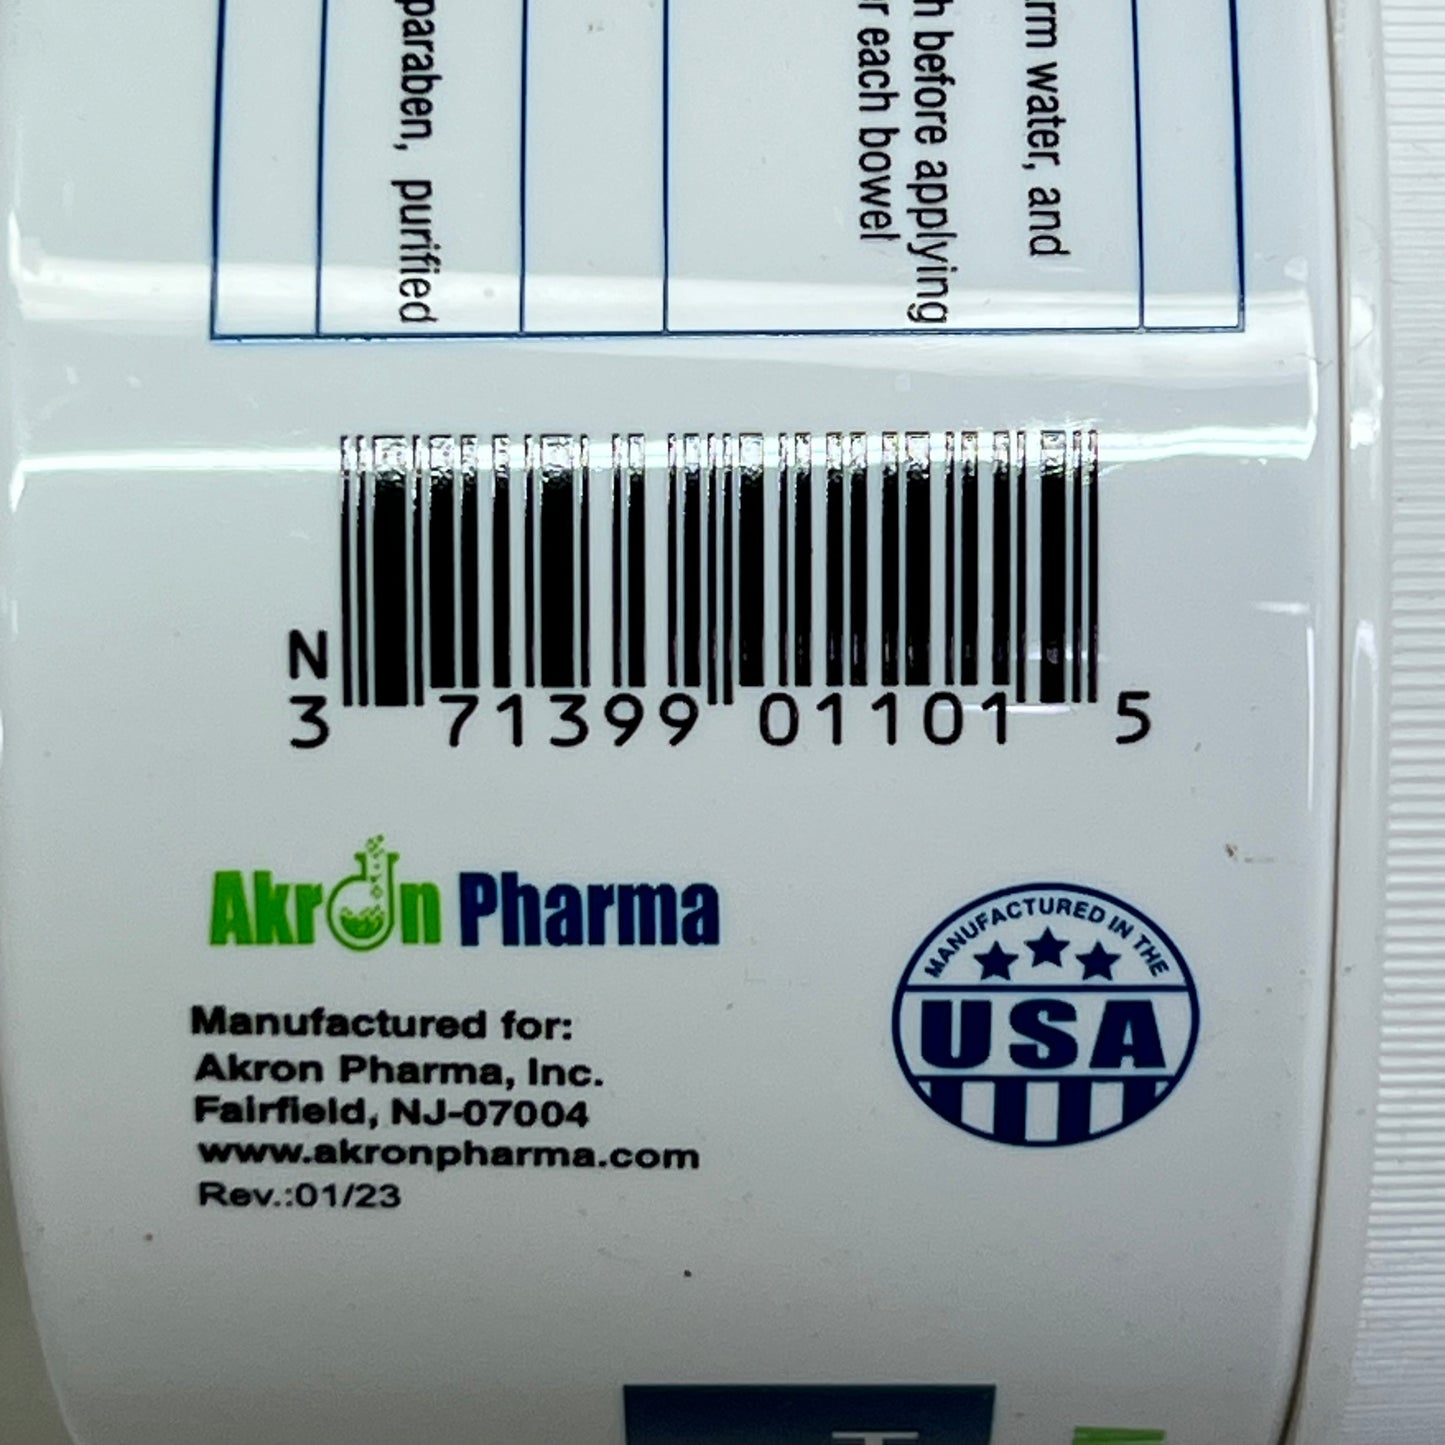 rm water, and
h before applying
r each bowel
paraben, purified
N
3 71399 01101 5
Akron Pharma
Manufactured for:
Akron Pharma, Inc.
Fairfield, NJ-07004
www.akronpharma.com
Rev.:01/23
MANUFACTURED IN THE
USA